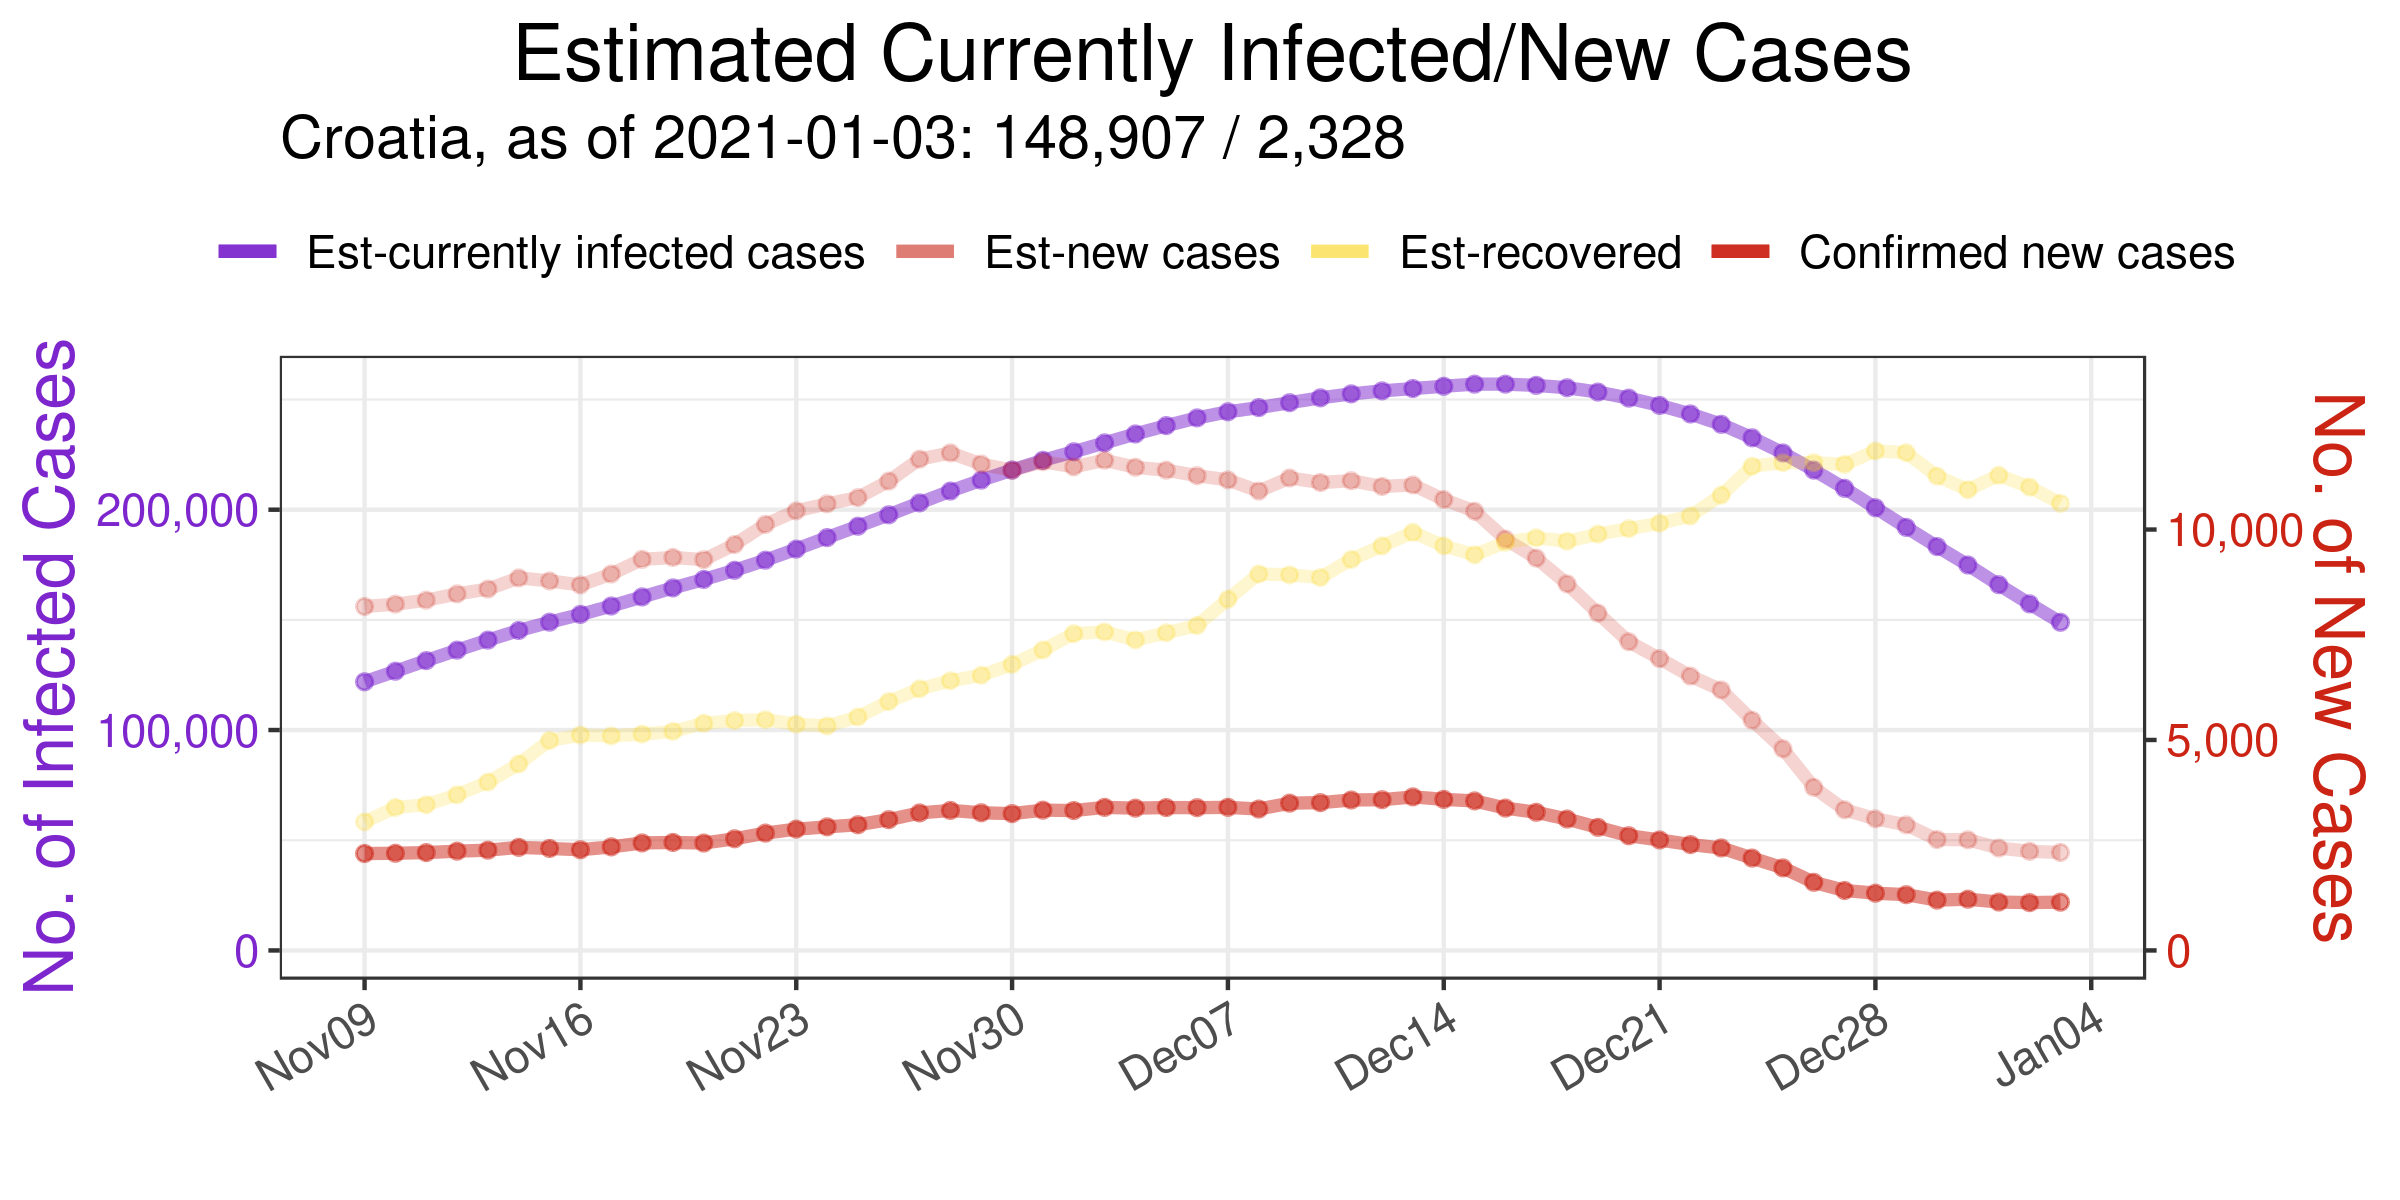 Estimated Currently Infected/New Cases
Croatia, as of 2021-01-03: 148,907 / 2,328
Est-currently infected cases Est-new cases Est-recovered Confirmed new cases
No. of Infected Cases
200,000
100,000
0
10,000
5,000
0
No. of New Cases
Nov09 Nov16 Nov23 Nov30 Dec07 Dec14 Dec21 Dec28 Jan04